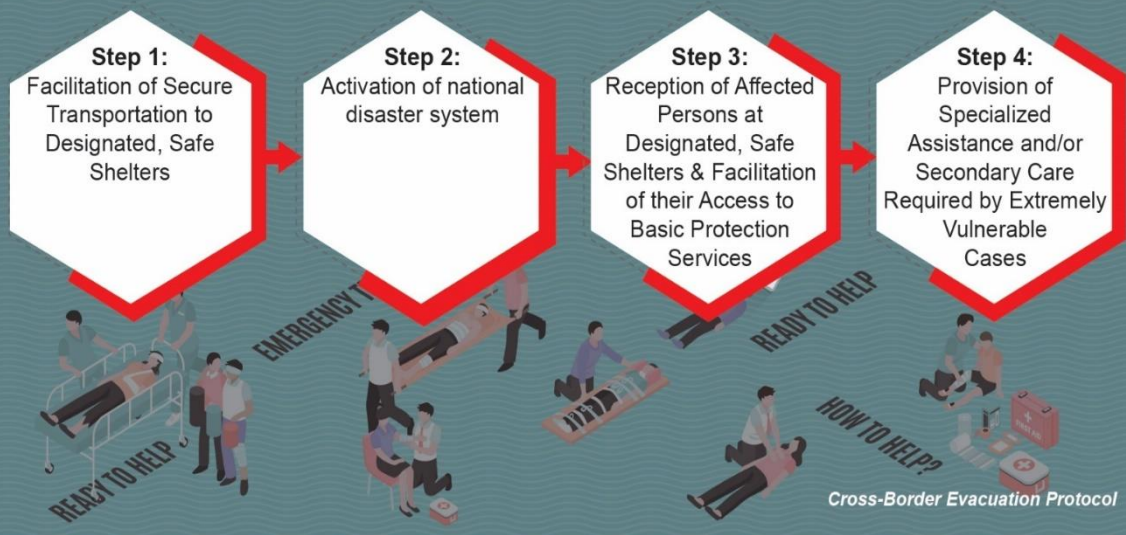 Step 1:
Facilitation of Secure
Transportation to
Designated, Safe
Shelters
Step 2:
Activation of national
disaster system
Step 3:
Reception of Affected
Persons at
Designated, Safe
Shelters & Facilitation
of their Access to
Basic Protection
Services
Step 4:
Provision of
Specialized
Assistance and/or
Secondary Care
Required by Extremely
Vulnerable
Cases
EMERGENCY
READY TO HELP
READY TO HELP
HOW TO HELP?
FIRST AID
Cross-Border Evacuation Protocol